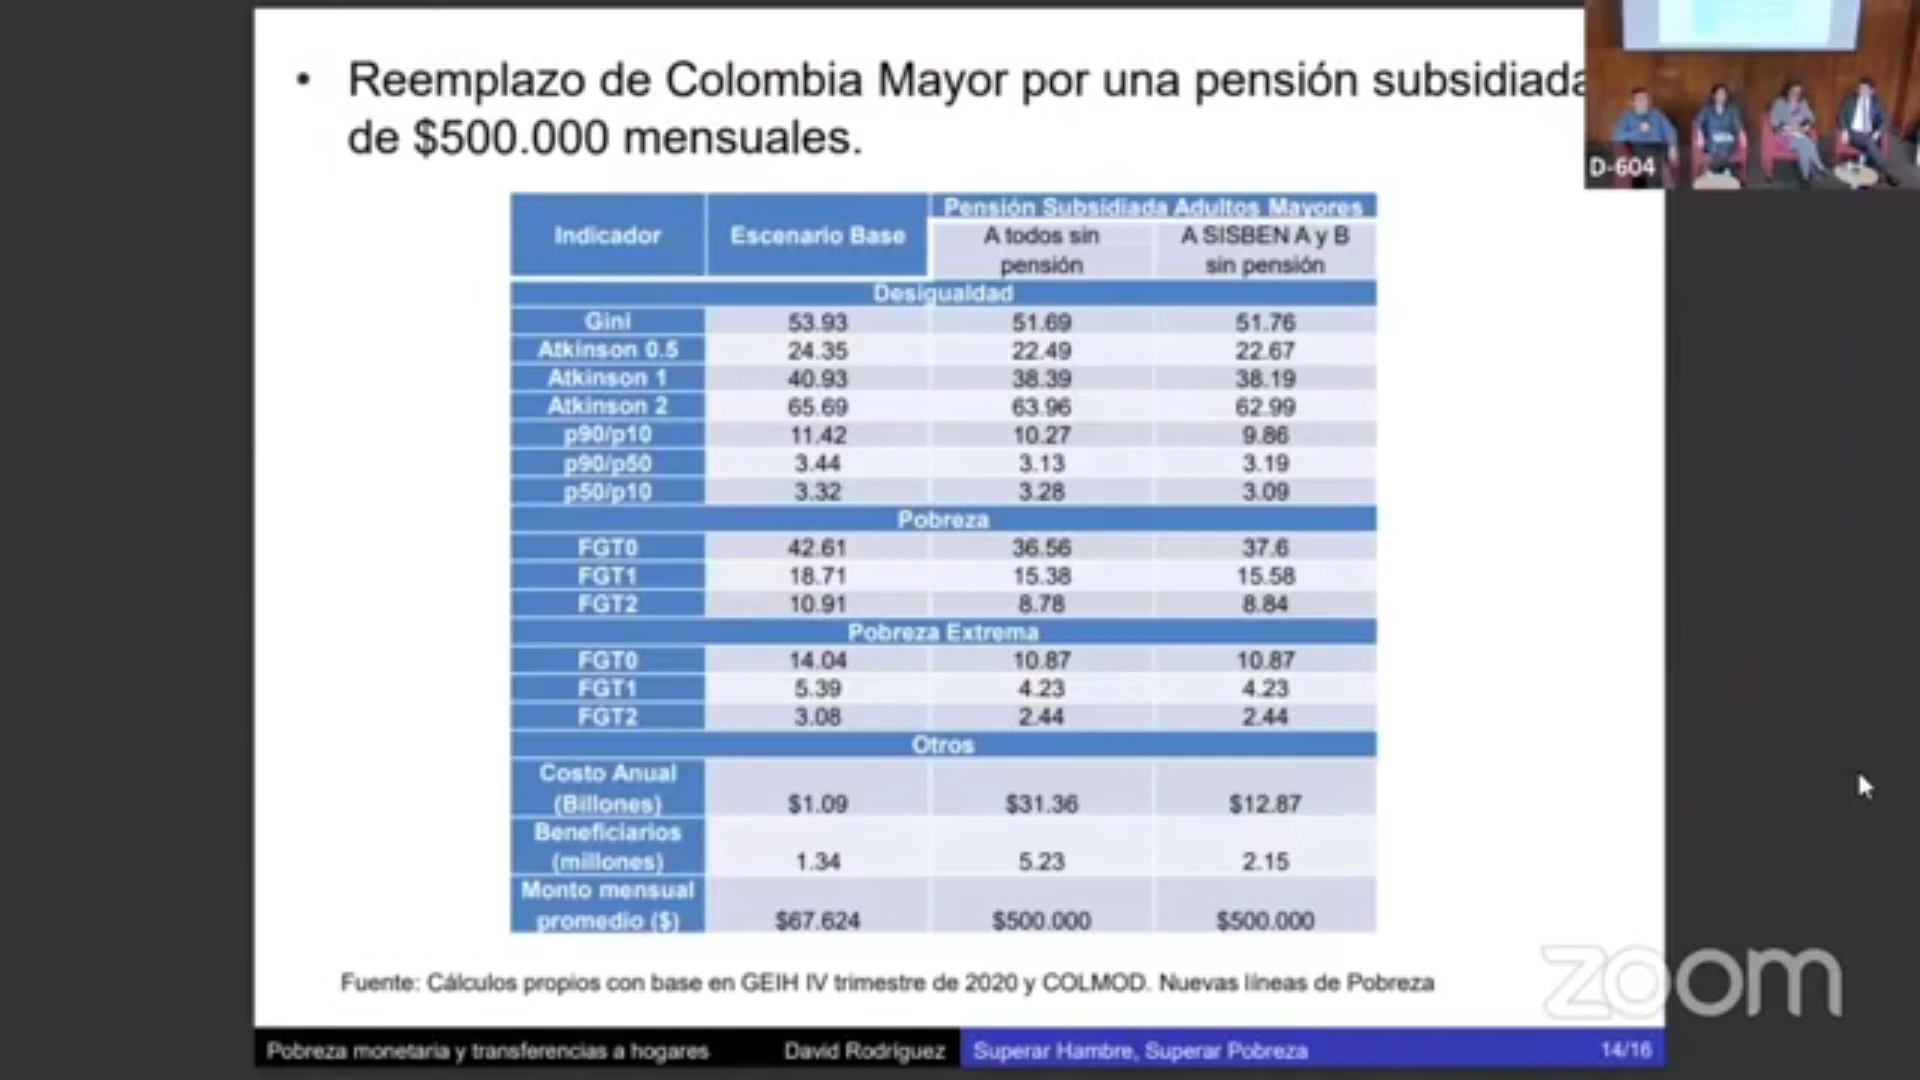 • Reemplazo de Colombia Mayor por una pensión subsidiada
de $500.000 mensuales.
D-604
Indicador Escenario Base Pensión Subsidiada Adultos Mayores
A todos sin pensión A SISBEN A y B sin pensión
Desigualdad
Gini 53.93 51.69 51.76
Atkinson 0.5 24.35 22.49 22.67
Atkinson 1 40.93 38.39 38.19
Atkinson 2 65.69 63.96 62.99
p90/p10 11.42 10.27 9.86
p90/p50 3.44 3.13 3.19
p50/p10 3.32 3.28 3.09
Pobreza
FGT0 42.61 36.56 37.6
FGT1 18.71 15.38 15.58
FGT2 10.91 8.78 8.84
Pobreza Extrema
FGT0 14.04 10.87 10.87
FGT1 5.39 4.23 4.23
FGT2 3.08 2.44 2.44
Otros
Costo Anual
(Billones) $1.09 $31.36 $12.87
Beneficiarios
(millones) 1.34 5.23 2.15
Monto mensual
promedio ($) $67.624 $500.000 $500.000
Fuente: Cálculos propios con base en GEIH IV trimestre de 2020 y COLMOD. Nuevas líneas de Pobreza
zoom
Pobreza monetaria y transferencias a hogares David Rodríguez Superar Hambre, Superar Pobreza 14/16